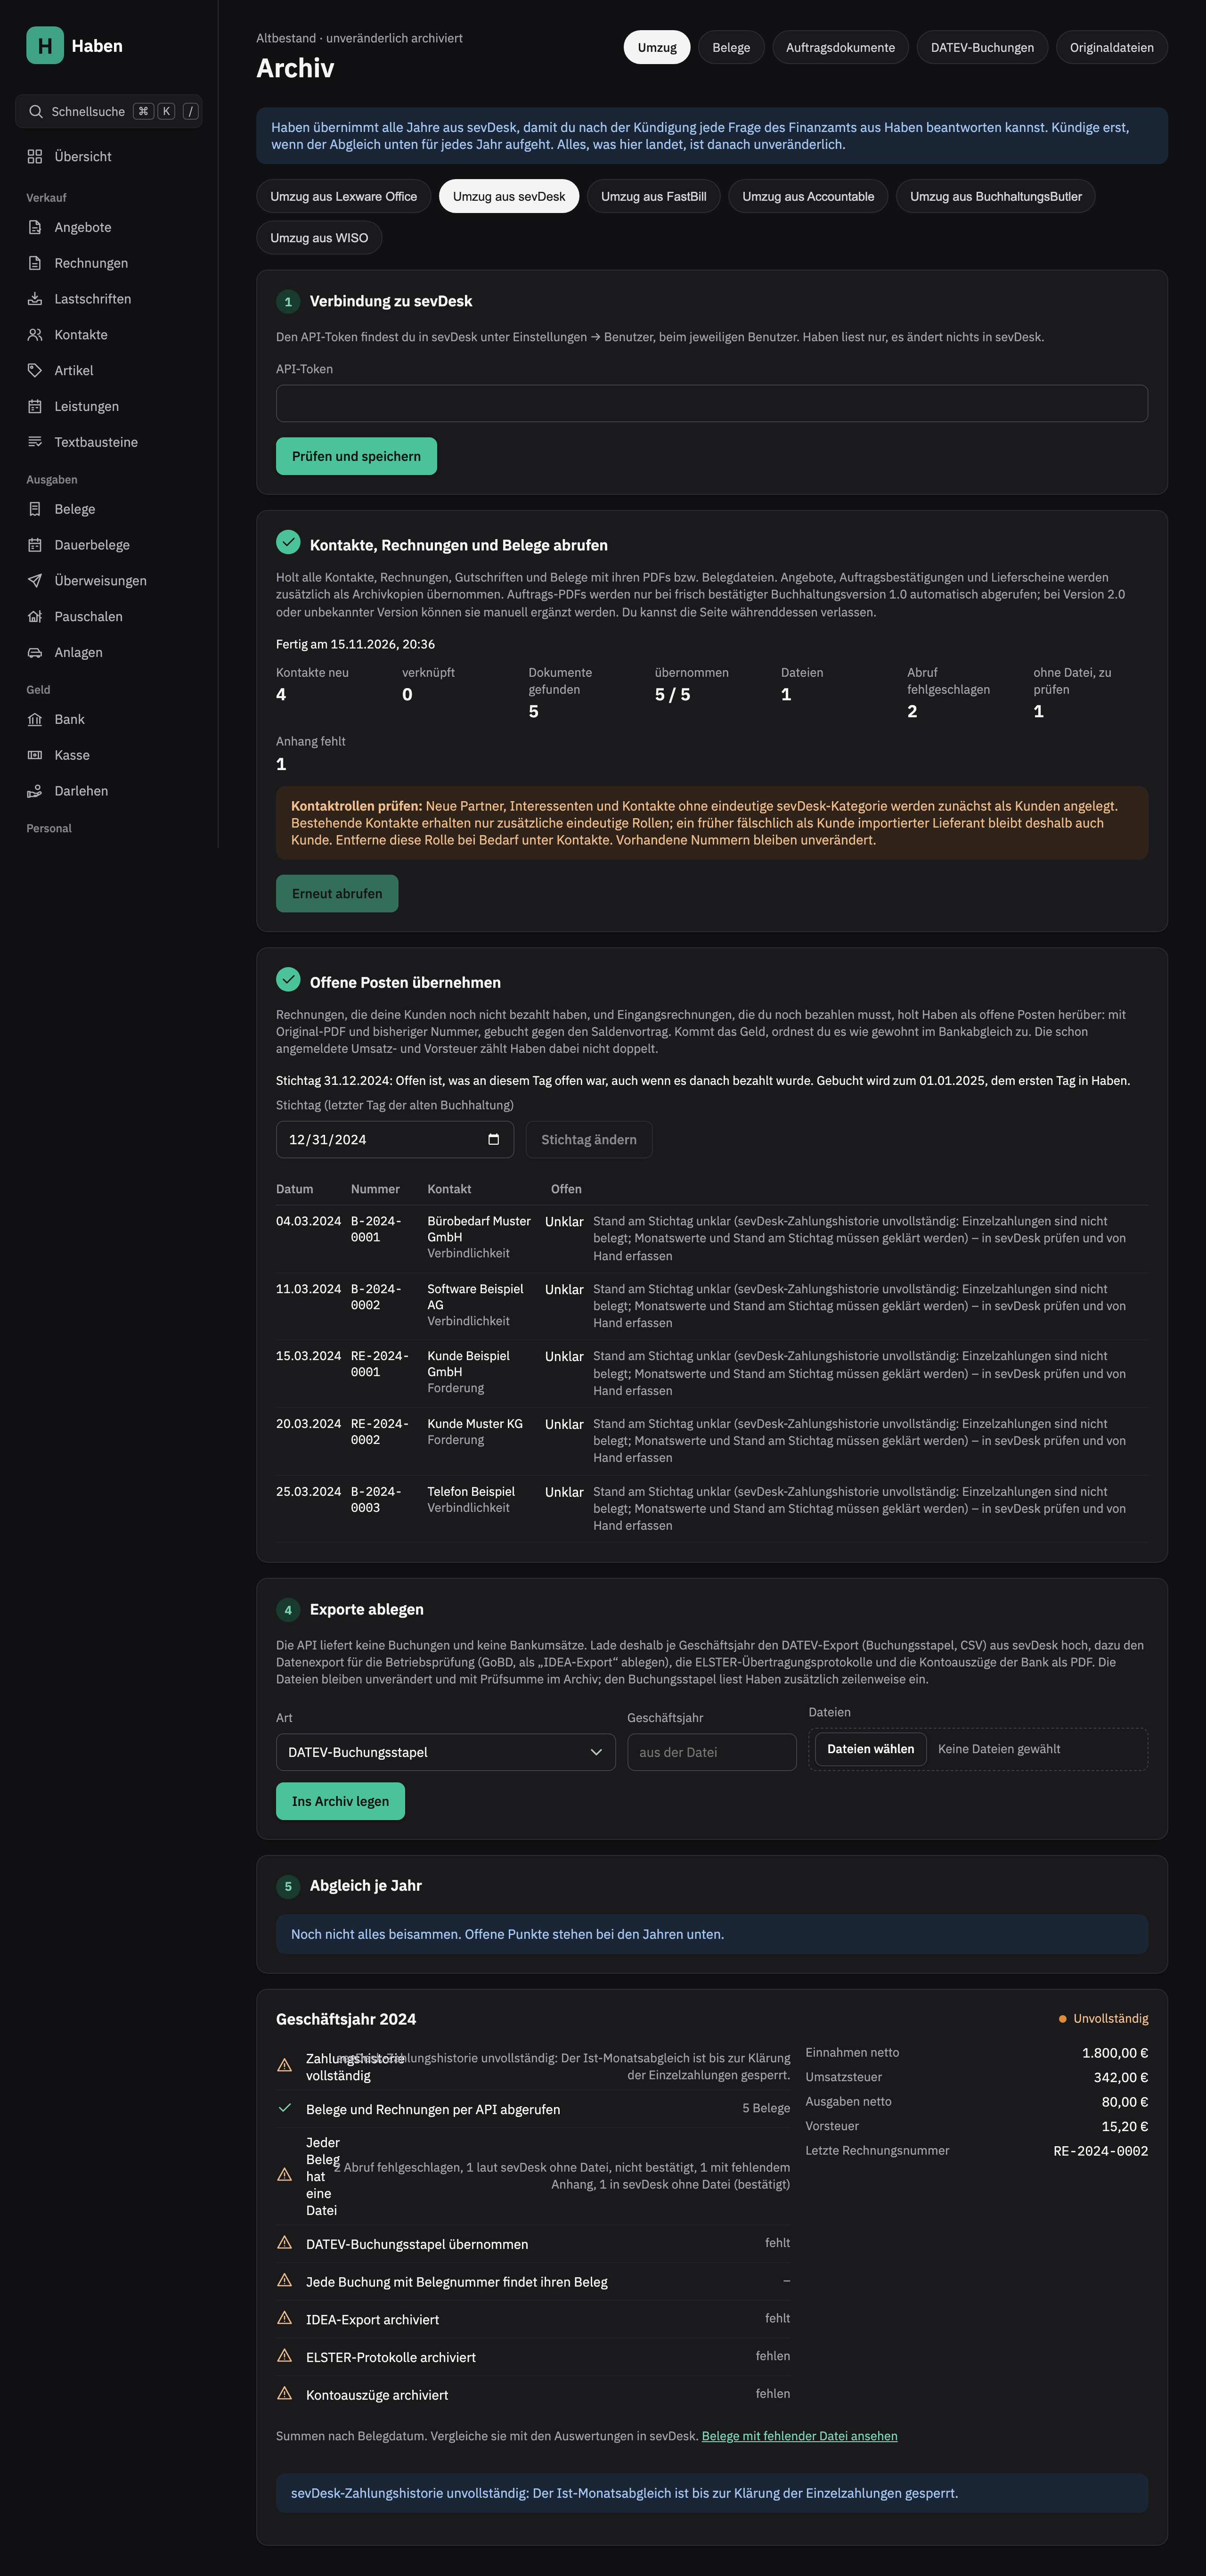 H Haben
Schnellsuche ⌘ K /
Übersicht
Verkauf
Angebote
Rechnungen
Lastschriften
Kontakte
Artikel
Leistungen
Textbausteine
Ausgaben
Belege
Dauerbelege
Überweisungen
Pauschalen
Anlagen
Geld
Bank
Kasse
Darlehen
Personal
Altbestand · unveränderlich archiviert
Archiv
Umzug Belege Auftragsdokumente DATEV-Buchungen Originaldateien
Haben übernimmt alle Jahre aus sevDesk, damit du nach der Kündigung jede Frage des Finanzamts aus Haben beantworten kannst. Kündige erst,
wenn der Abgleich unten für jedes Jahr aufgeht. Alles, was hier landet, ist danach unveränderlich.
Umzug aus Lexware Office Umzug aus sevDesk Umzug aus FastBill Umzug aus Accountable Umzug aus BuchhaltungsButler
Umzug aus WISO
1 Verbindung zu sevDesk
Den API-Token findest du in sevDesk unter Einstellungen → Benutzer, beim jeweiligen Benutzer. Haben liest nur, es ändert nichts in sevDesk.
API-Token
Prüfen und speichern
Kontakte, Rechnungen und Belege abrufen
Holt alle Kontakte, Rechnungen, Gutschriften und Belege mit ihren PDFs bzw. Belegdateien. Angebote, Auftragsbestätigungen und Lieferscheine werden
zusätzlich als Archivkopien übernommen. Auftrags-PDFs werden nur bei frisch bestätigter Buchhaltungsversion 1.0 automatisch abgerufen; bei Version 2.0
oder unbekannter Version können sie manuell ergänzt werden. Du kannst die Seite währenddessen verlassen.
Fertig am 15.11.2026, 20:36
Kontakte neu
4
verknüpft
0
Dokumente
gefunden
5
übernommen
5 / 5
Dateien
1
Abruf
fehlgeschlagen
2
ohne Datei, zu
prüfen
1
Anhang fehlt
1
Kontaktrollen prüfen: Neue Partner, Interessenten und Kontakte ohne eindeutige sevDesk-Kategorie werden zunächst als Kunden angelegt.
Bestehende Kontakte erhalten nur zusätzliche eindeutige Rollen; ein früher fälschlich als Kunde importierter Lieferant bleibt deshalb auch
Kunde. Entferne diese Rolle bei Bedarf unter Kontakte. Vorhandene Nummern bleiben unverändert.
Erneut abrufen
Offene Posten übernehmen
Rechnungen, die deine Kunden noch nicht bezahlt haben, und Eingangsrechnungen, die du noch bezahlen musst, holt Haben als offene Posten herüber: mit
Original-PDF und bisheriger Nummer, gebucht gegen den Saldenvortrag. Kommt das Geld, ordnest du es wie gewohnt im Bankabgleich zu. Die schon
angemeldete Umsatz- und Vorsteuer zählt Haben dabei nicht doppelt.
Stichtag 31.12.2024: Offen ist, was an diesem Tag offen war, auch wenn es danach bezahlt wurde. Gebucht wird zum 01.01.2025, dem ersten Tag in Haben.
Stichtag (letzter Tag der alten Buchhaltung)
12/31/2024 Stichtag ändern
Datum Nummer Kontakt Offen
04.03.2024 B-2024-
0001
Bürobedarf Muster
GmbH
Verbindlichkeit
Unklar
Stand am Stichtag unklar (sevDesk-Zahlungshistorie unvollständig: Einzelzahlungen sind nicht
belegt; Monatswerte und Stand am Stichtag müssen geklärt werden) – in sevDesk prüfen und von
Hand erfassen
11.03.2024 B-2024-
0002
Software Beispiel
AG
Verbindlichkeit
Unklar
Stand am Stichtag unklar (sevDesk-Zahlungshistorie unvollständig: Einzelzahlungen sind nicht
belegt; Monatswerte und Stand am Stichtag müssen geklärt werden) – in sevDesk prüfen und von
Hand erfassen
15.03.2024 RE-2024-
0001
Kunde Beispiel
GmbH
Forderung
Unklar
Stand am Stichtag unklar (sevDesk-Zahlungshistorie unvollständig: Einzelzahlungen sind nicht
belegt; Monatswerte und Stand am Stichtag müssen geklärt werden) – in sevDesk prüfen und von
Hand erfassen
20.03.2024 RE-2024-
0002
Kunde Muster KG
Forderung
Unklar
Stand am Stichtag unklar (sevDesk-Zahlungshistorie unvollständig: Einzelzahlungen sind nicht
belegt; Monatswerte und Stand am Stichtag müssen geklärt werden) – in sevDesk prüfen und von
Hand erfassen
25.03.2024 B-2024-
0003
Telefon Beispiel
Verbindlichkeit
Unklar
Stand am Stichtag unklar (sevDesk-Zahlungshistorie unvollständig: Einzelzahlungen sind nicht
belegt; Monatswerte und Stand am Stichtag müssen geklärt werden) – in sevDesk prüfen und von
Hand erfassen
4 Exporte ablegen
Die API liefert keine Buchungen und keine Bankumsätze. Lade deshalb je Geschäftsjahr den DATEV-Export (Buchungsstapel, CSV) aus sevDesk hoch, dazu den
Datenexport für die Betriebsprüfung (GoBD, als „IDEA-Export“ ablegen), die ELSTER-Übertragungsprotokolle und die Kontoauszüge der Bank als PDF. Die
Dateien bleiben unverändert und mit Prüfsumme im Archiv; den Buchungsstapel liest Haben zusätzlich zeilenweise ein.
Art
DATEV-Buchungsstapel
Geschäftsjahr
aus der Datei
Dateien
Dateien wählen Keine Dateien gewählt
Ins Archiv legen
5 Abgleich je Jahr
Noch nicht alles beisammen. Offene Punkte stehen bei den Jahren unten.
Geschäftsjahr 2024 Unvollständig
Zahlungshistorie
vollständig
sevDesk-Zahlungshistorie unvollständig: Der Ist-Monatsabgleich ist bis zur Klärung
der Einzelzahlungen gesperrt.
Belege und Rechnungen per API abgerufen 5 Belege
Jeder
Beleg
hat
eine
Datei
2 Abruf fehlgeschlagen, 1 laut sevDesk ohne Datei, nicht bestätigt, 1 mit fehlendem
Anhang, 1 in sevDesk ohne Datei (bestätigt)
DATEV-Buchungsstapel übernommen fehlt
Jede Buchung mit Belegnummer findet ihren Beleg –
IDEA-Export archiviert fehlt
ELSTER-Protokolle archiviert fehlen
Kontoauszüge archiviert fehlen
Einnahmen netto 1.800,00 €
Umsatzsteuer 342,00 €
Ausgaben netto 80,00 €
Vorsteuer 15,20 €
Letzte Rechnungsnummer RE-2024-0002
Summen nach Belegdatum. Vergleiche sie mit den Auswertungen in sevDesk. Belege mit fehlender Datei ansehen
sevDesk-Zahlungshistorie unvollständig: Der Ist-Monatsabgleich ist bis zur Klärung der Einzelzahlungen gesperrt.